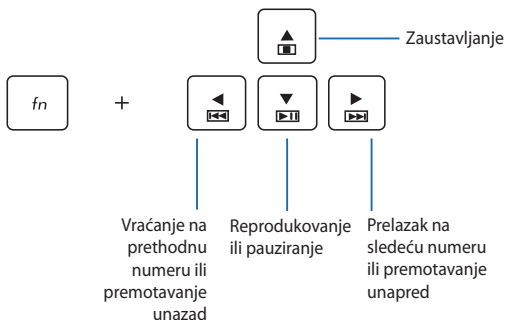 Zaustavljanje
fn +
Vraćanje na
prethodnu
numeru ili
premotavanje
unazad
Reprodukovanje
ili pauziranje
Prelazak na
sledeću numeru
ili premotavanje
unapred